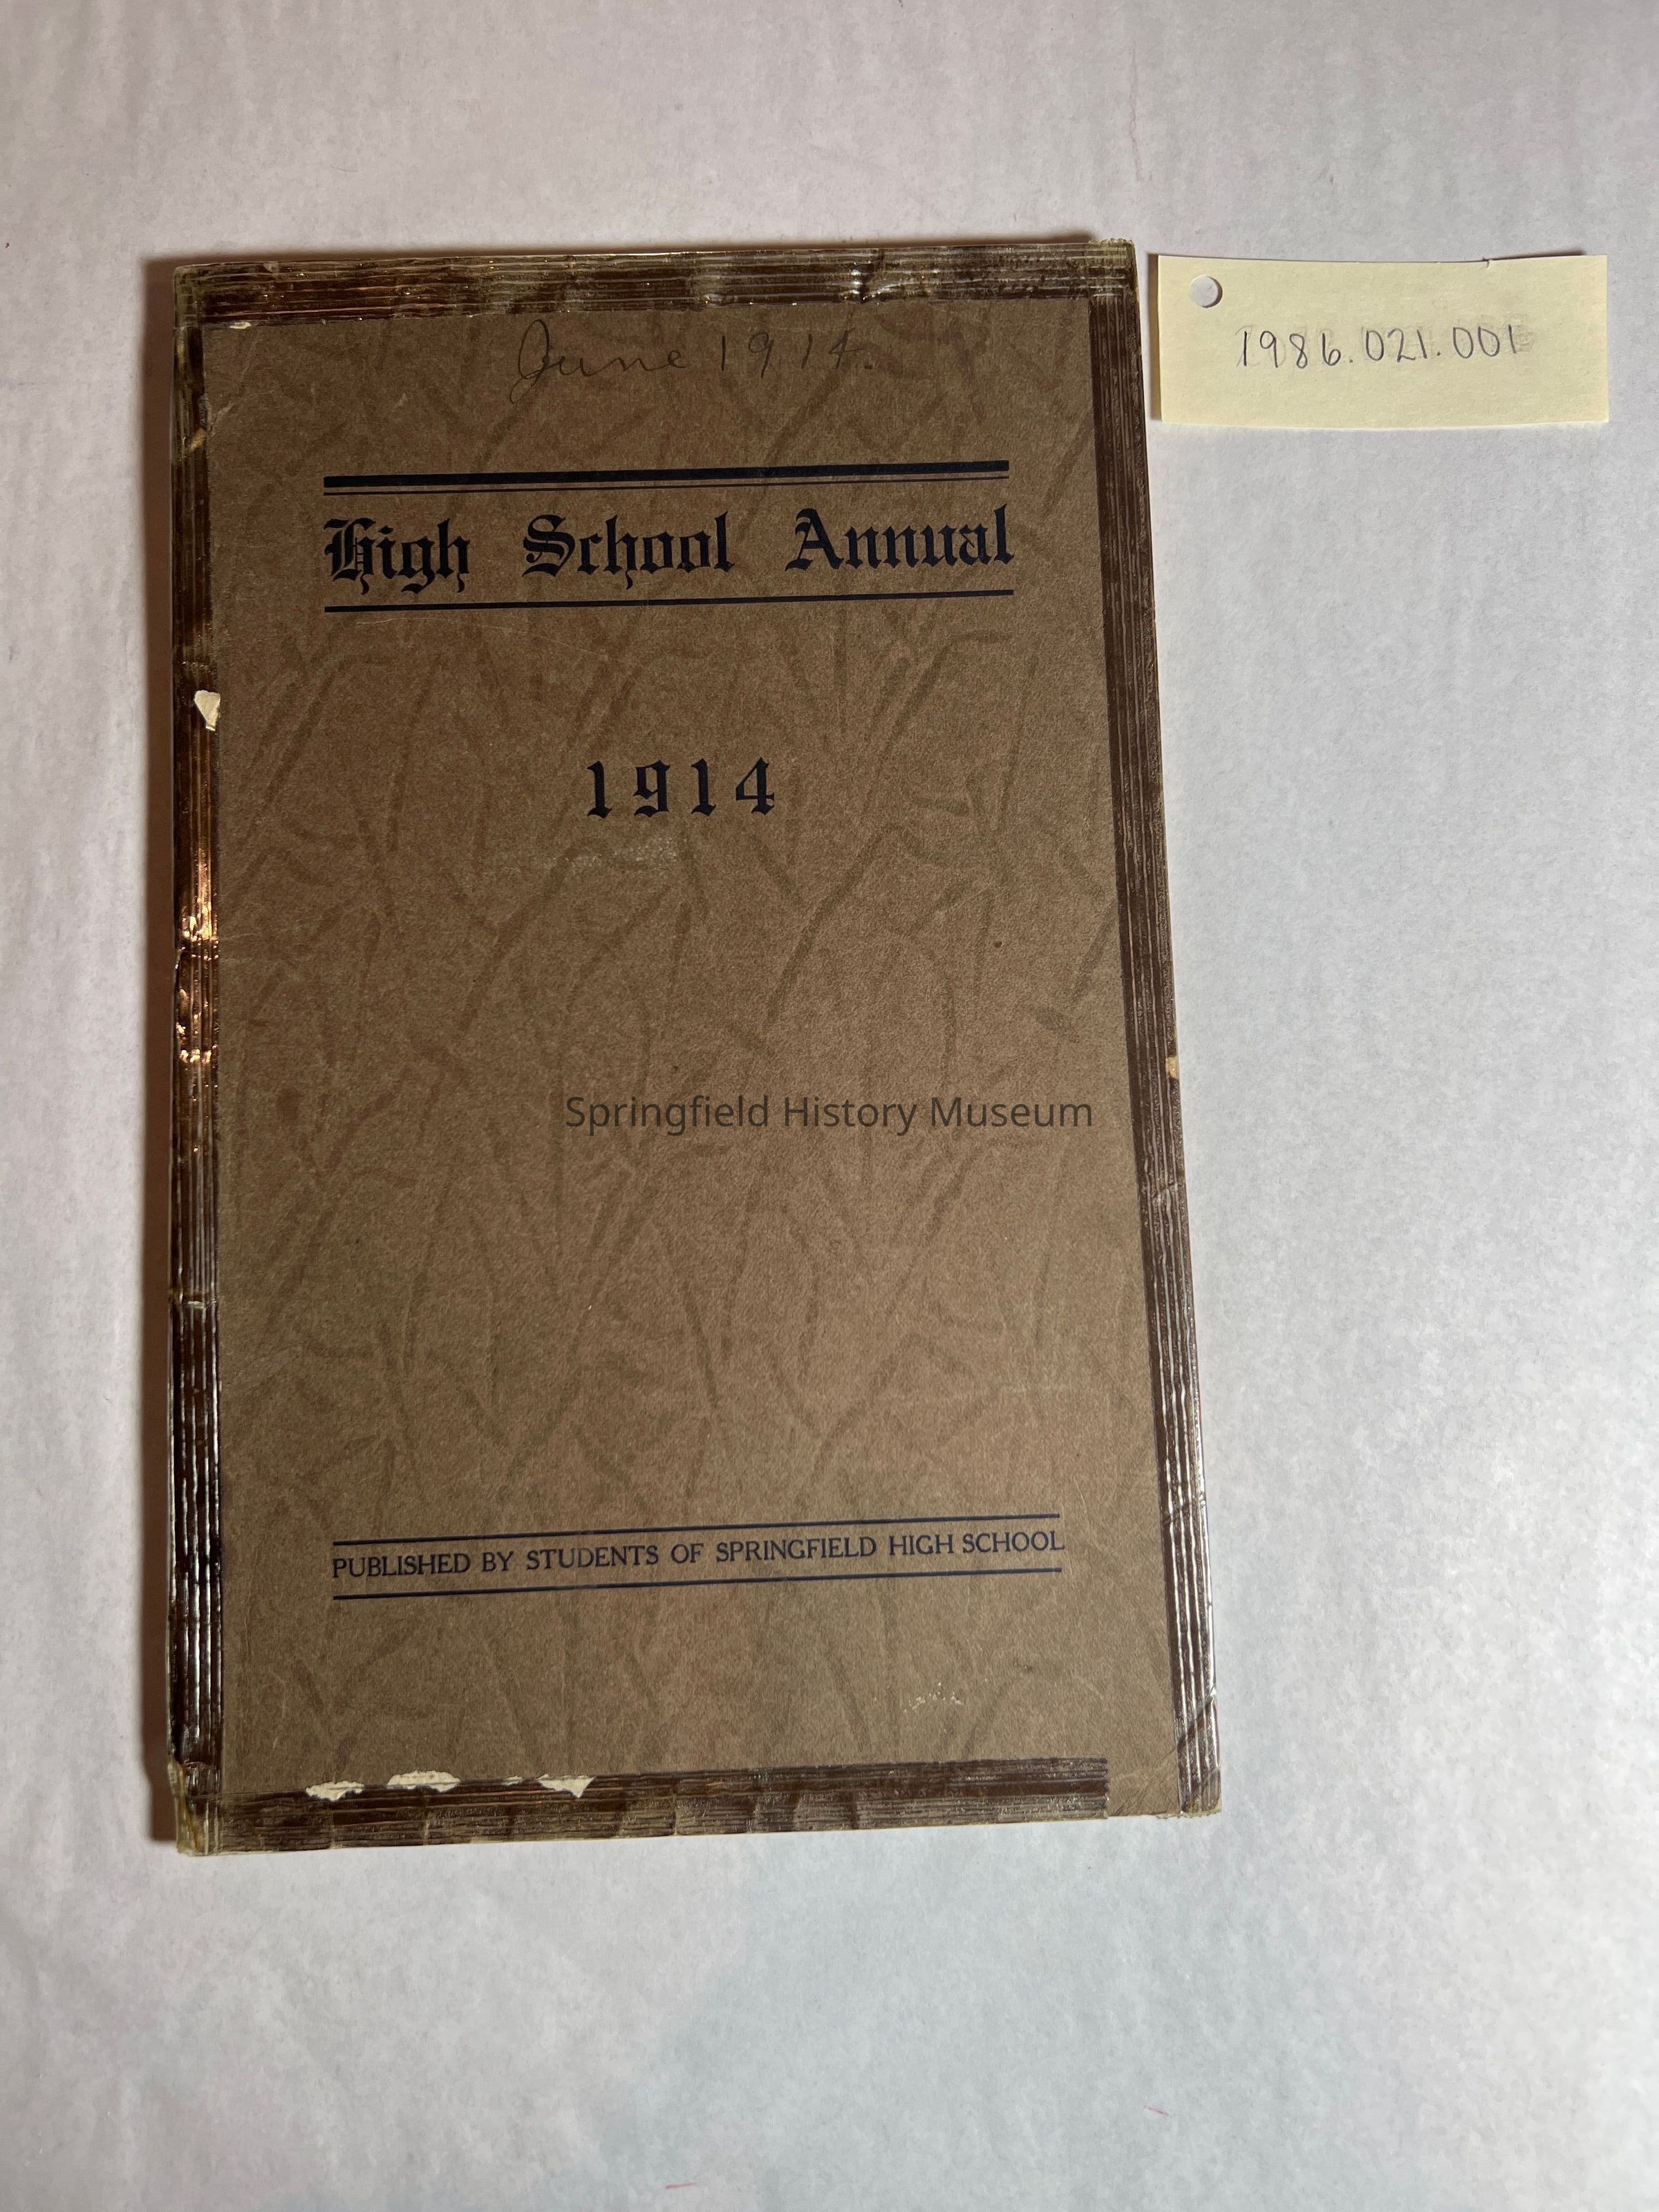 June 1914.
1986.021.001
High School Annual
1914
Springfield History Museum
PUBLISHED BY STUDENTS OF SPRINGFIELD HIGH SCHOOL